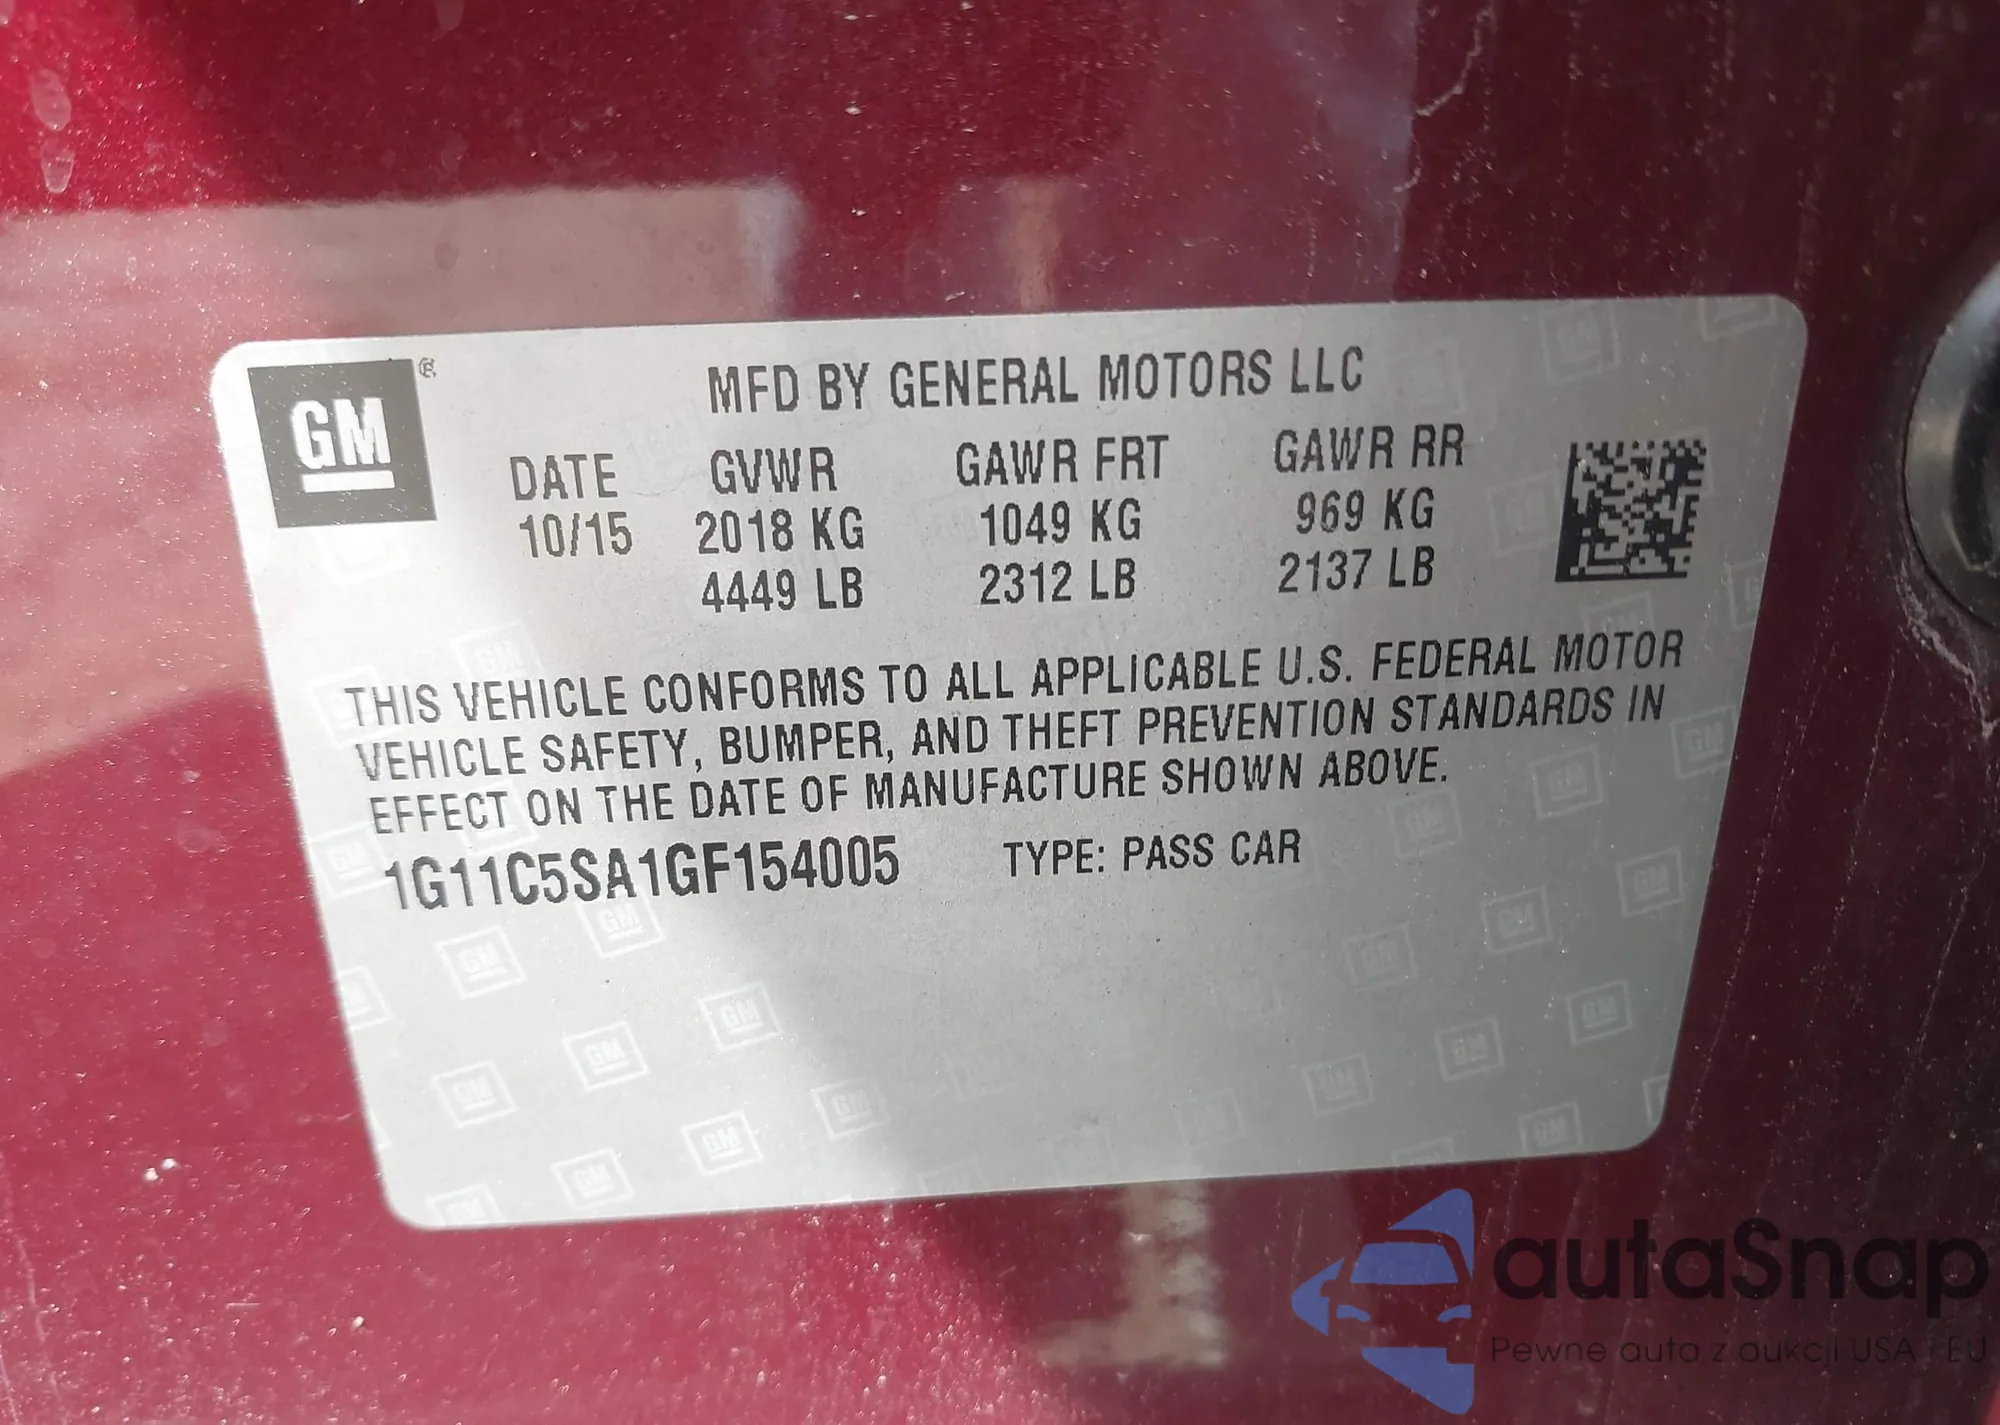 GM ®
MFD BY GENERAL MOTORS LLC
DATE GVWR GAWR FRT GAWR RR
10/15 2018 KG 1049 KG 969 KG
4449 LB 2312 LB 2137 LB
THIS VEHICLE CONFORMS TO ALL APPLICABLE U.S. FEDERAL MOTOR
VEHICLE SAFETY, BUMPER, AND THEFT PREVENTION STANDARDS IN
EFFECT ON THE DATE OF MANUFACTURE SHOWN ABOVE.
1G11C5SA1GF154005 TYPE: PASS CAR
autaSnap
Pewne auta z aukcji USA i EU